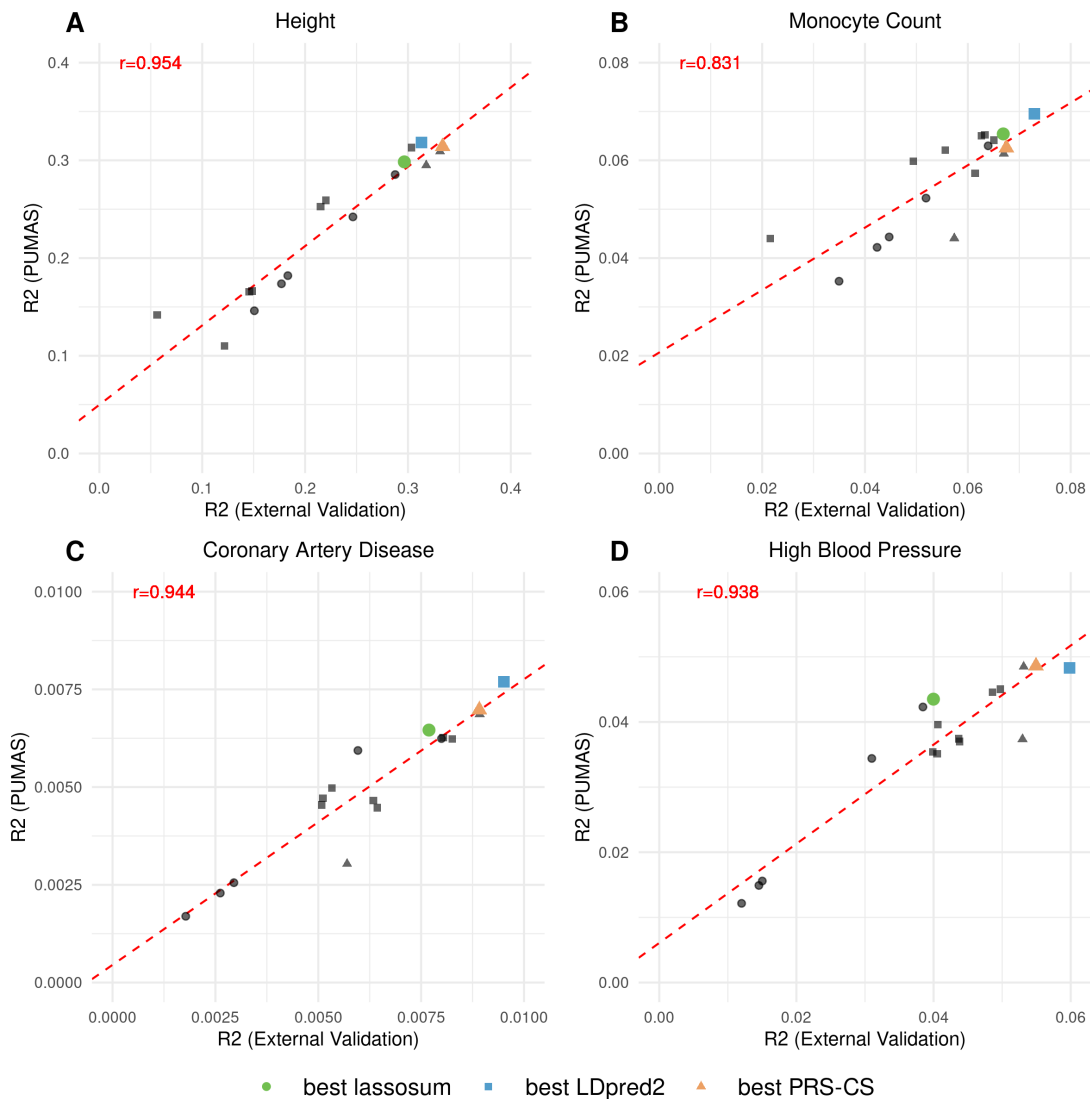 A
Height
r=0.954
0.4
0.3
0.2
0.1
0.0
R2 (PUMAS)
0.0 0.1 0.2 0.3 0.4
R2 (External Validation)
B
Monocyte Count
r=0.831
0.08
0.06
0.04
0.02
0.00
R2 (PUMAS)
0.00 0.02 0.04 0.06 0.08
R2 (External Validation)
C
Coronary Artery Disease
r=0.944
0.0100
0.0075
0.0050
0.0025
0.0000
R2 (PUMAS)
0.0000 0.0025 0.0050 0.0075 0.0100
R2 (External Validation)
D
High Blood Pressure
r=0.938
0.06
0.04
0.02
0.00
R2 (PUMAS)
0.00 0.02 0.04 0.06
R2 (External Validation)
best lassosum best LDpred2 best PRS-CS